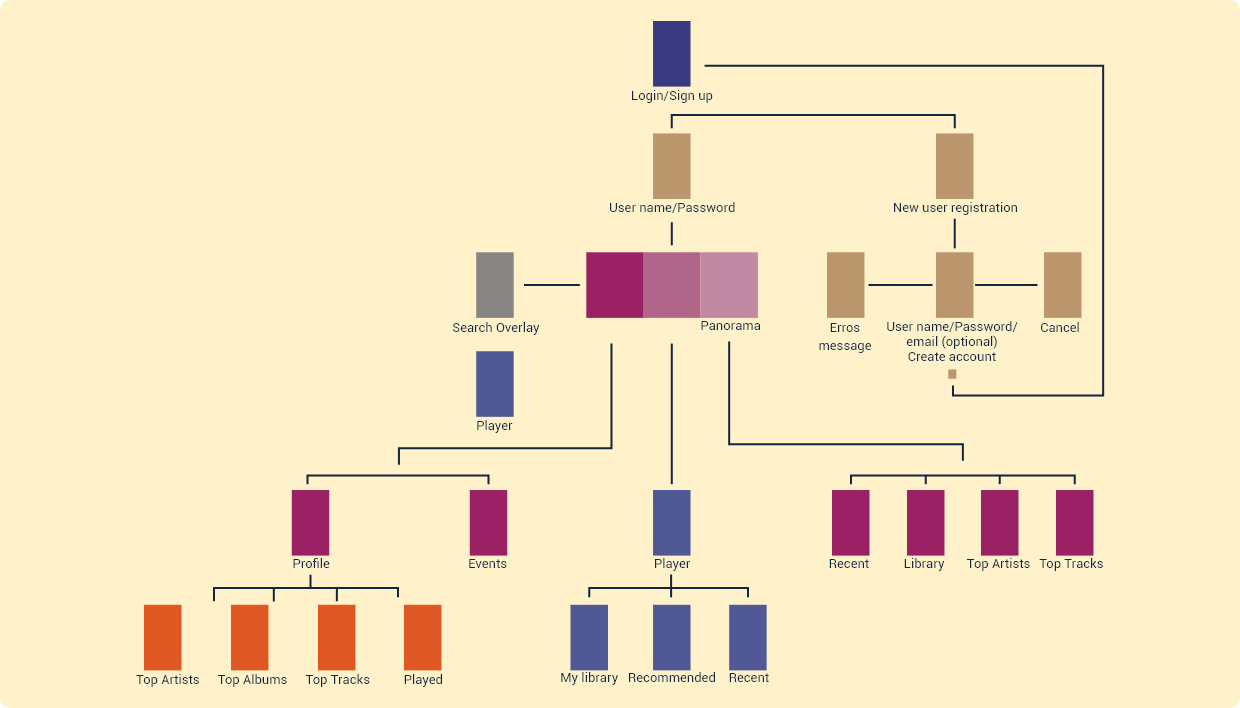 Login/Sign up
User name/Password
New user registration
Search Overlay
Panorama
Erros
message
User name/Password/
email (optional)
Create account
Cancel
Player
Profile
Events
Player
Recent
Library
Top Artists
Top Tracks
Top Artists
Top Albums
Top Tracks
Played
My library
Recommended
Recent